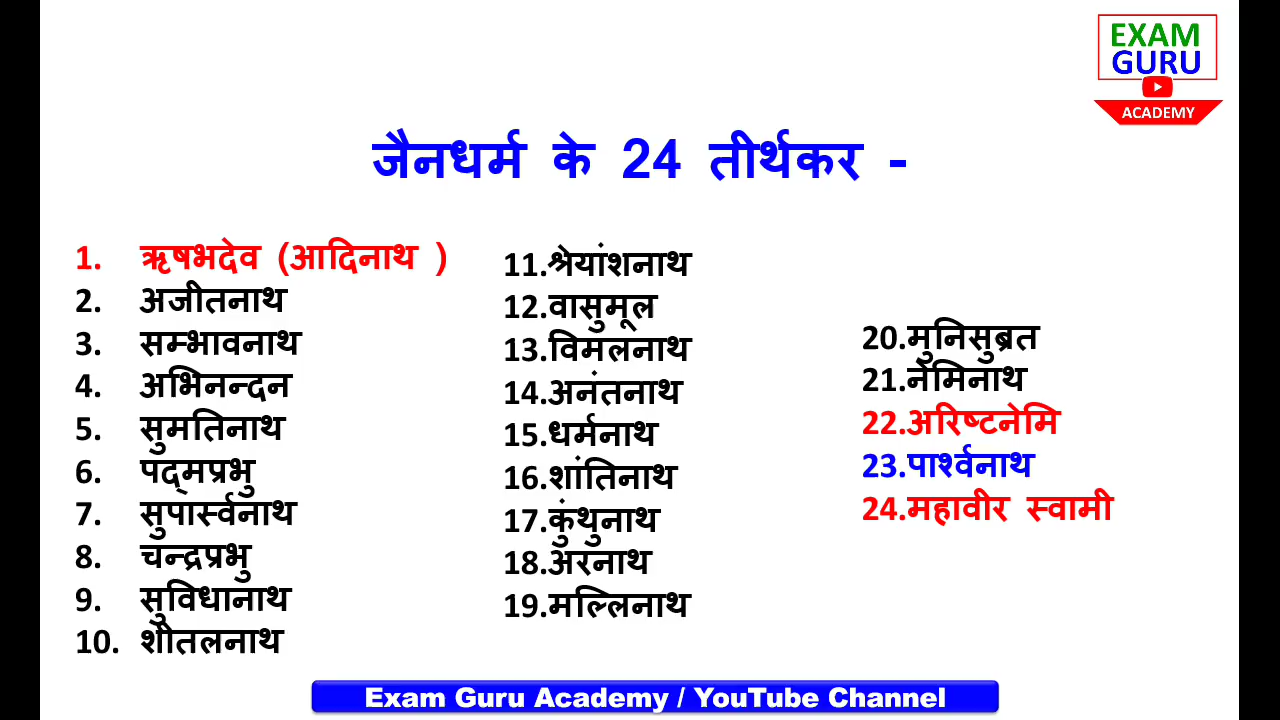 EXAM
GURU
ACADEMY
जैनधर्म के 24 तीर्थकर -
1. ऋषभदेव (आदिनाथ )
2. अजीतनाथ
3. सम्भावनाथ
4. अभिनन्दन
5. सुमतिनाथ
6. पद्मप्रभु
7. सुपार्स्वनाथ
8. चन्द्रप्रभु
9. सुविधानाथ
10. शीतलनाथ
11.श्रेयांशनाथ
12.वासुमूल
13.विमलनाथ
14.अनंतनाथ
15.धर्मनाथ
16.शांतिनाथ
17.कुंथुनाथ
18.अरनाथ
19.मल्लिनाथ
20.मुनिसुब्रत
21.नेमिनाथ
22.अरिष्टनेमि
23.पार्श्वनाथ
24.महावीर स्वामी
Exam Guru Academy / YouTube Channel